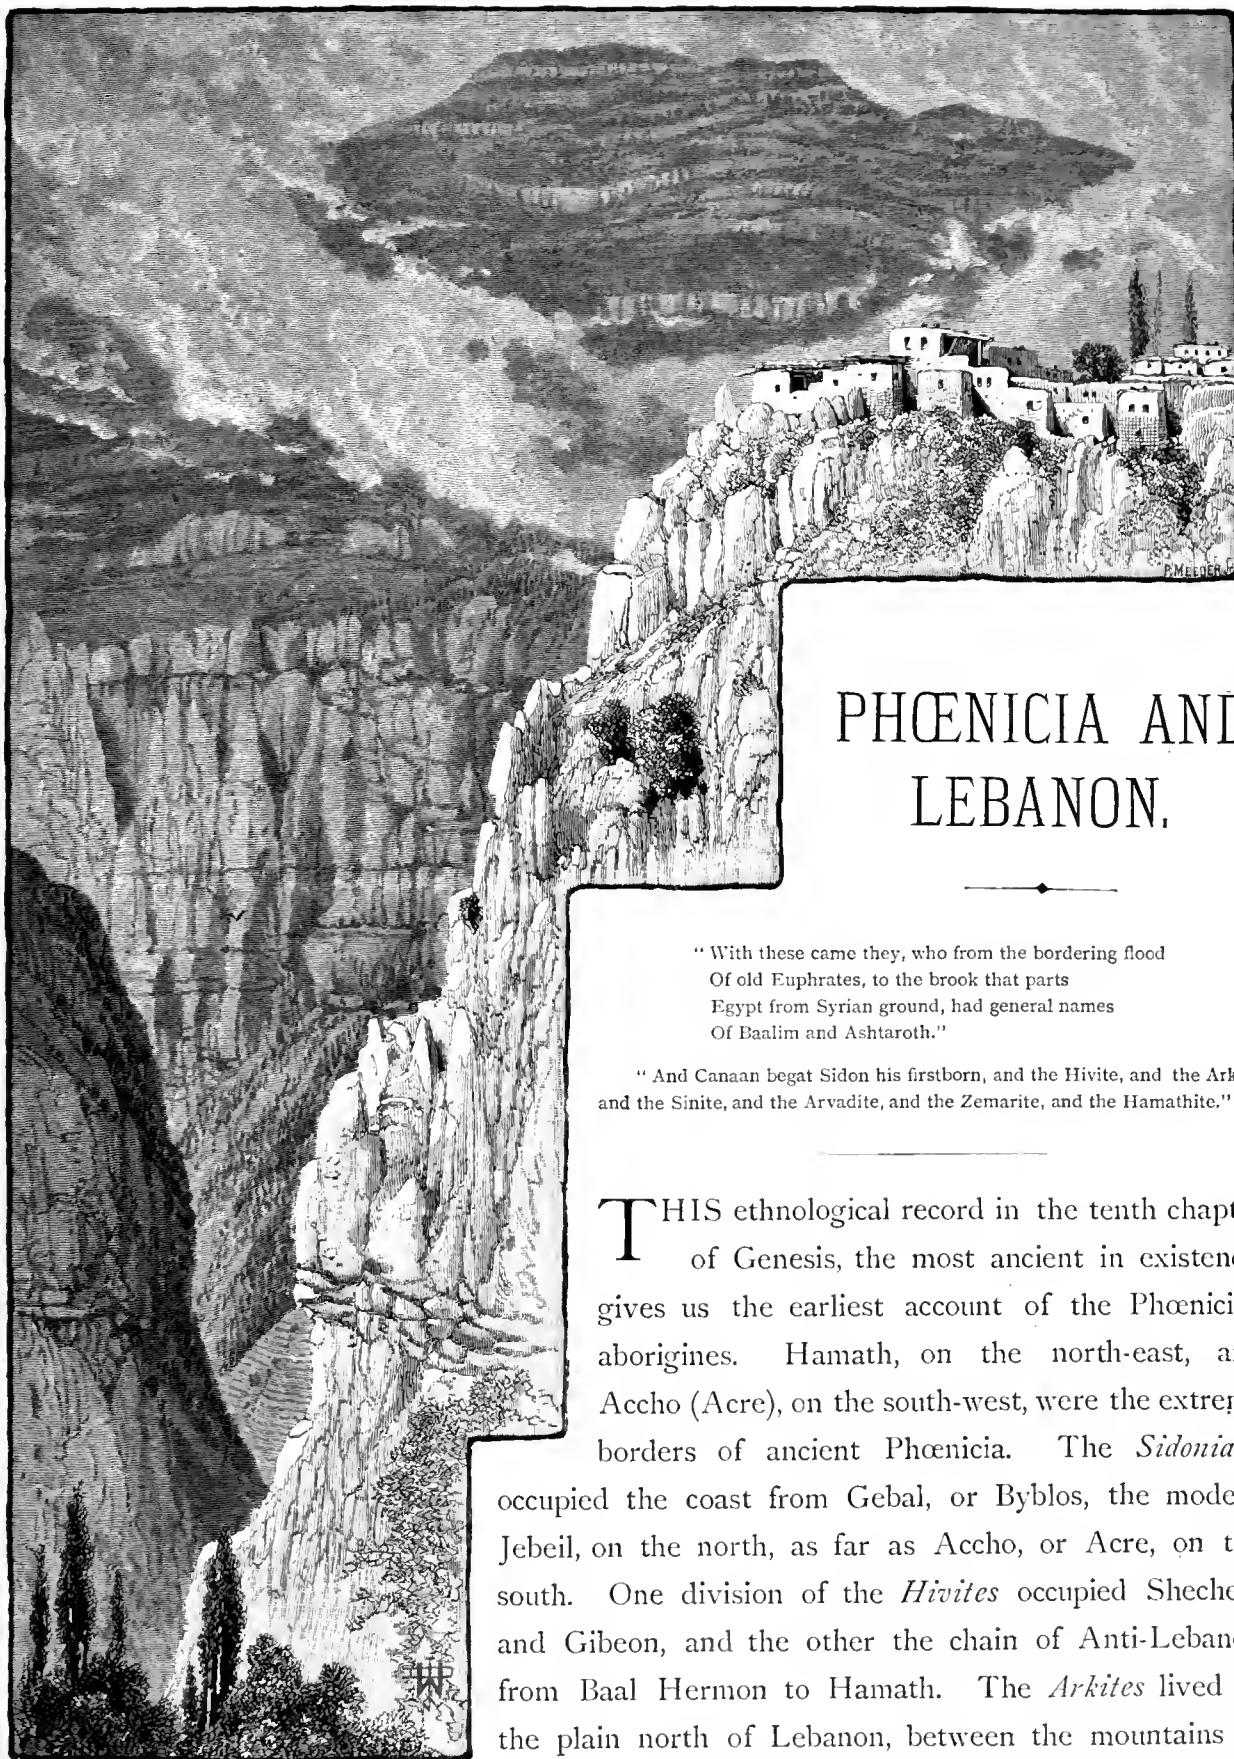 P. MEEDER
PHŒNICIA AND
LEBANON.
“ With these came they, who from the bordering flood
Of old Euphrates, to the brook that parts
Egypt from Syrian ground, had general names
Of Baalim and Ashtaroth.”
“ And Canaan begat Sidon his firstborn, and the Hivite, and the Ark
and the Sinite, and the Arvadite, and the Zemarite, and the Hamathite.”
THIS ethnological record in the tenth chapt
of Genesis, the most ancient in existen
gives us the earliest account of the Phœnici
aborigines. Hamath, on the north-east, a
Accho (Acre), on the south-west, were the extre
borders of ancient Phœnicia. The Sidonia
occupied the coast from Gebal, or Byblos, the mode
Jebeil, on the north, as far as Accho, or Acre, on t
south. One division of the Hivites occupied Sheche
and Gibeon, and the other the chain of Anti-Leban
from Baal Hermon to Hamath. The Arkites lived
the plain north of Lebanon, between the mountains